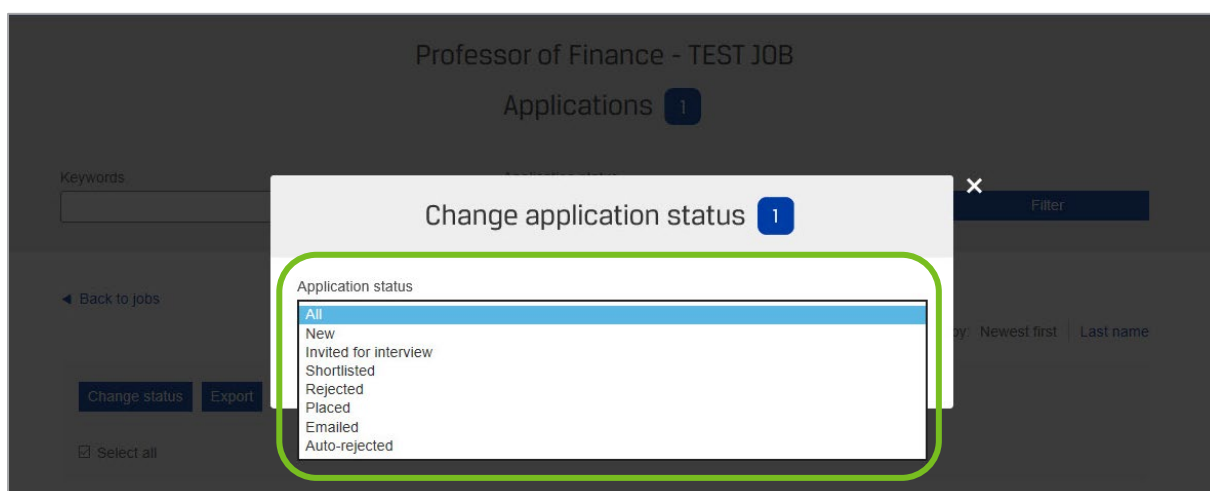 Professor of Finance - TEST JOB
Applications 1
Keywords
Application status
Filter
Change application status 1
Application status
All
New
Invited for interview
Shortlisted
Rejected
Placed
Emailed
Auto-rejected
Back to jobs
by: Newest first Last name
Change status Export
Select all